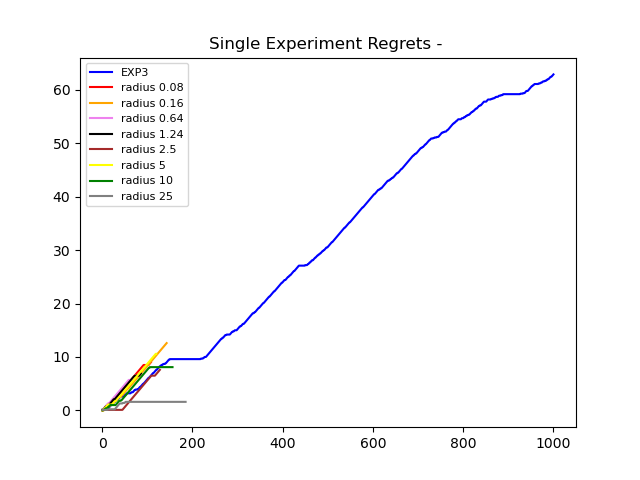 Single Experiment Regrets -
EXP3
radius 0.08
radius 0.16
radius 0.64
radius 1.24
radius 2.5
radius 5
radius 10
radius 25
60
50
40
30
20
10
0
0 200 400 600 800 1000